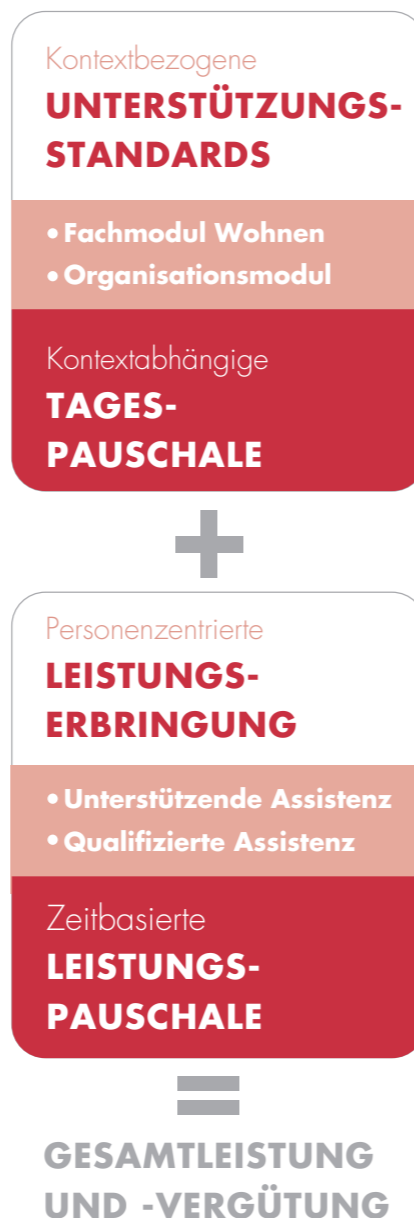 Kontextbezogene
UNTERSTÜTZUNGS-
STANDARDS
• Fachmodul Wohnen
• Organisationsmodul
Kontextabhängige
TAGES-
PAUSCHALE
+
Personenzentrierte
LEISTUNGS-
ERBRINGUNG
• Unterstützende Assistenz
• Qualifizierte Assistenz
Zeitbasierte
LEISTUNGS-
PAUSCHALE
=
GESAMTLEISTUNG
UND -VERGÜTUNG